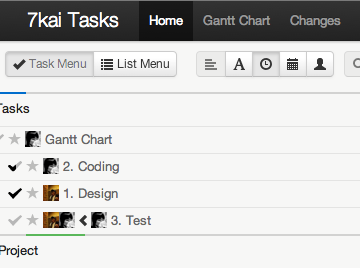 7kai Tasks Home Gantt Chart Changes
Task Menu List Menu A
Tasks
Gantt Chart
2. Coding
1. Design
3. Test
Project